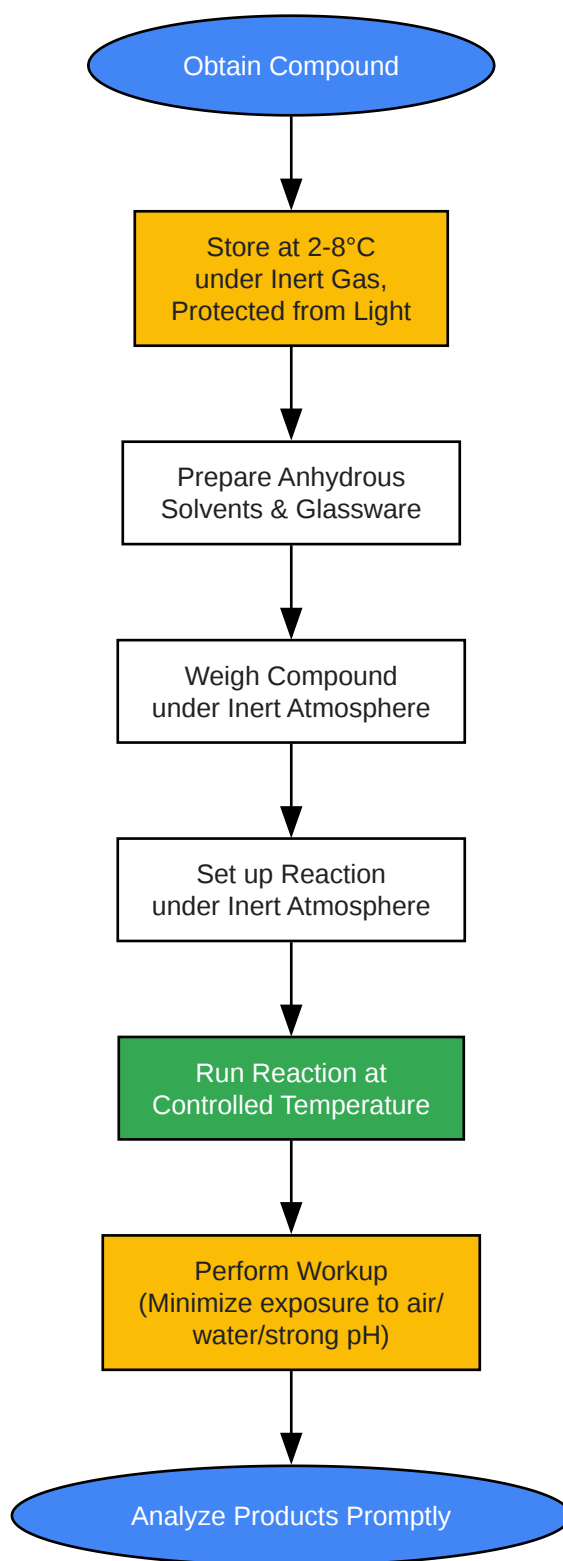 Obtain Compound
Store at 2-8°C
under Inert Gas,
Protected from Light
Prepare Anhydrous
Solvents & Glassware
Weigh Compound
under Inert Atmosphere
Set up Reaction
under Inert Atmosphere
Run Reaction at
Controlled Temperature
Perform Workup
(Minimize exposure to air/
water/strong pH)
Analyze Products Promptly